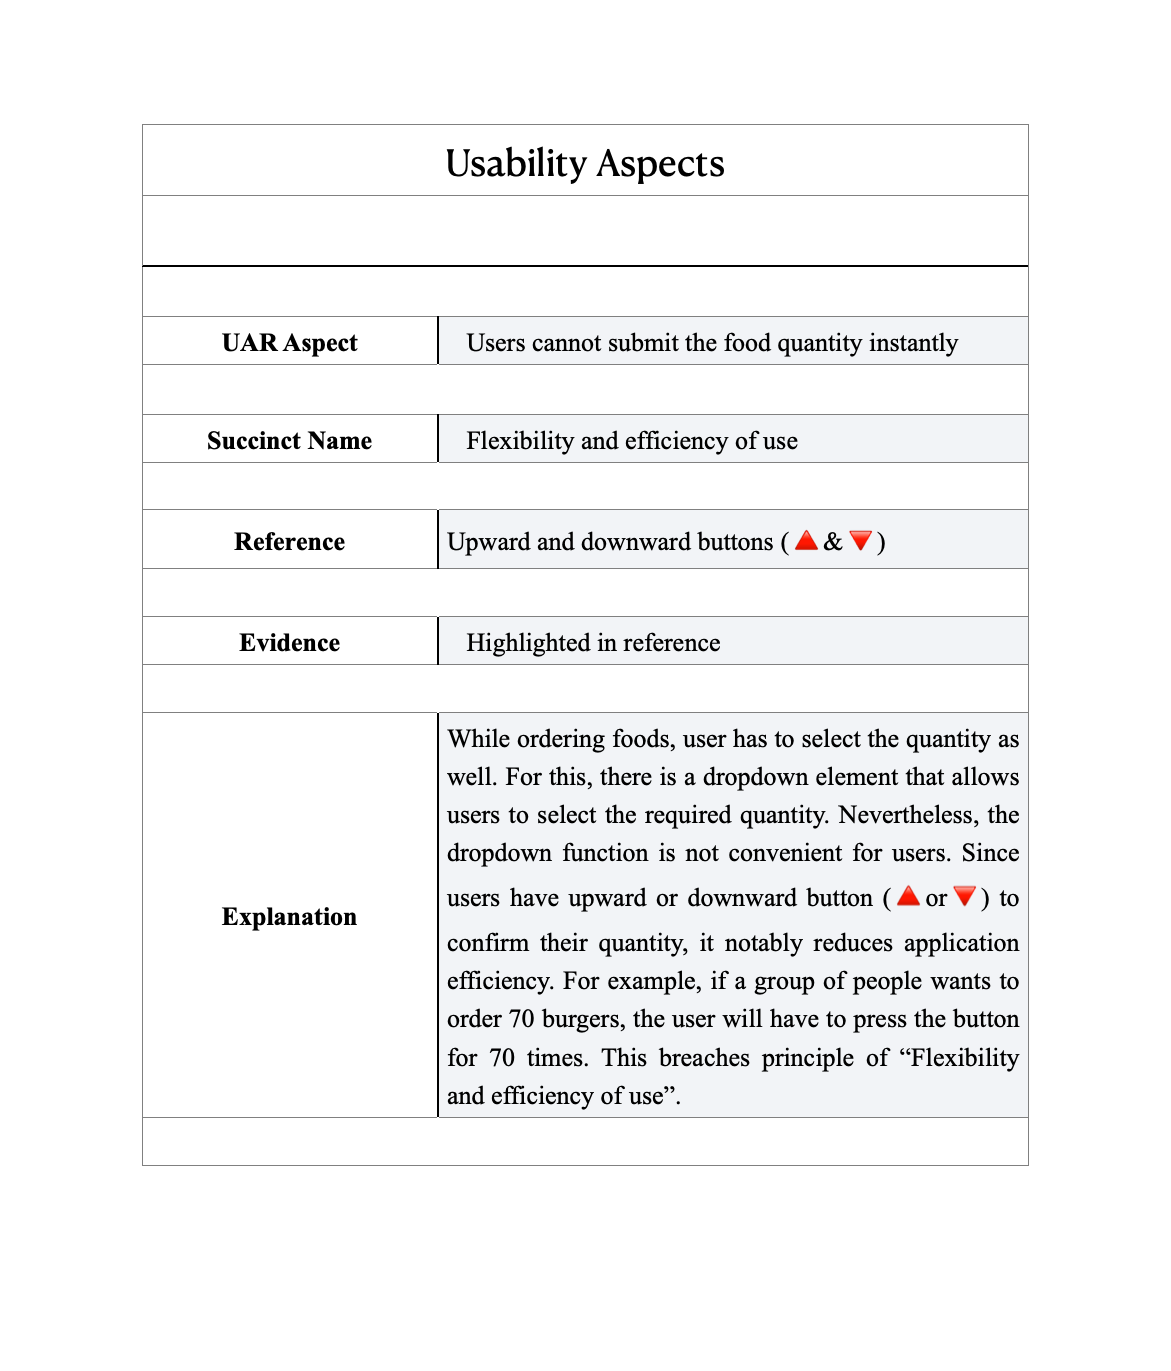 Usability Aspects
UAR Aspect
Users cannot submit the food quantity instantly
Succinct Name
Flexibility and efficiency of use
Reference
Upward and downward buttons ( 🔺 & 🔻 )
Evidence
Highlighted in reference
Explanation
While ordering foods, user has to select the quantity as
well. For this, there is a dropdown element that allows
users to select the required quantity. Nevertheless, the
dropdown function is not convenient for users. Since
users have upward or downward button ( 🔺 or 🔻 ) to
confirm their quantity, it notably reduces application
efficiency. For example, if a group of people wants to
order 70 burgers, the user will have to press the button
for 70 times. This breaches principle of “Flexibility
and efficiency of use”.